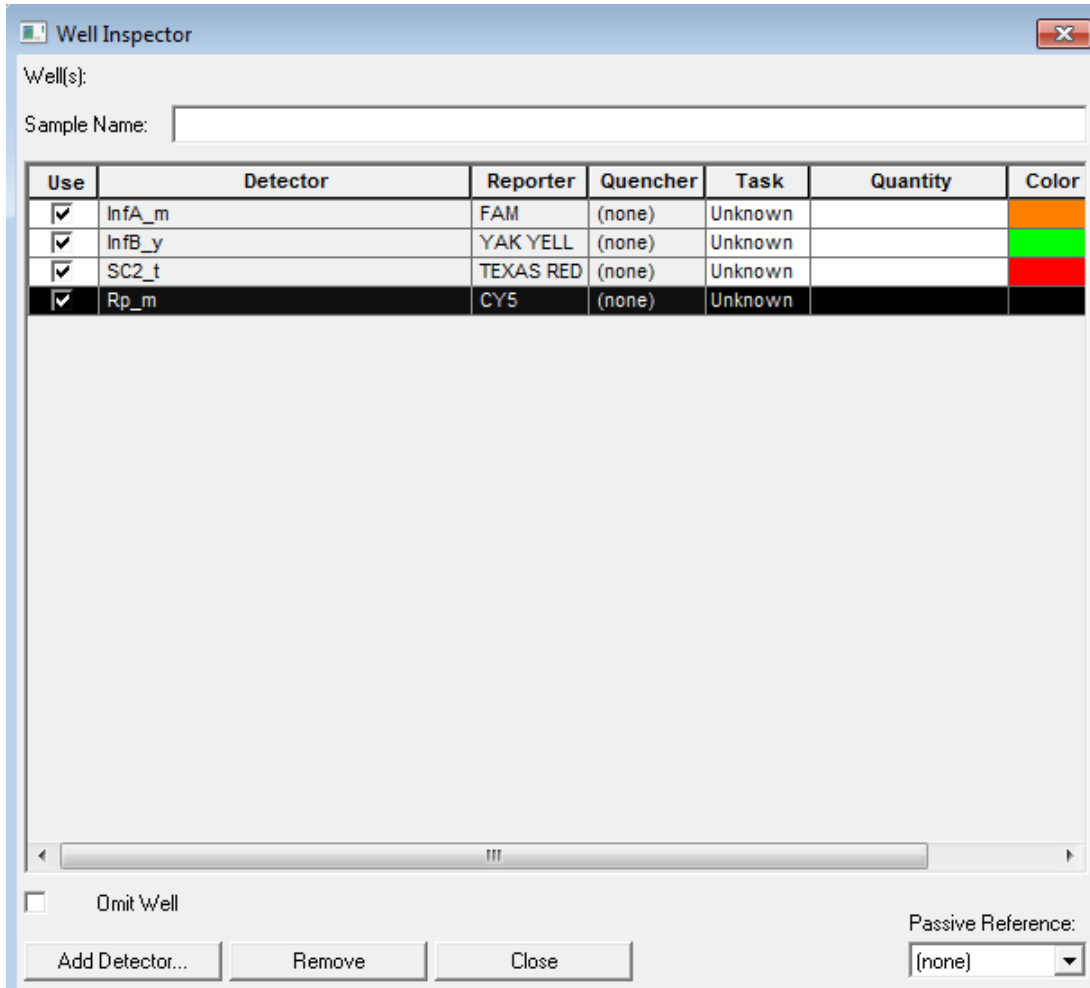 Well Inspector
Well(s):
Sample Name:
Use Detector Reporter Quencher Task Quantity Color
InfA_m FAM (none) Unknown
InfB_y YAK YELL (none) Unknown
SC2_t TEXAS RED (none) Unknown
Rp_m CY5 (none) Unknown
Omit Well
Passive Reference:
Add Detector... Remove Close (none)